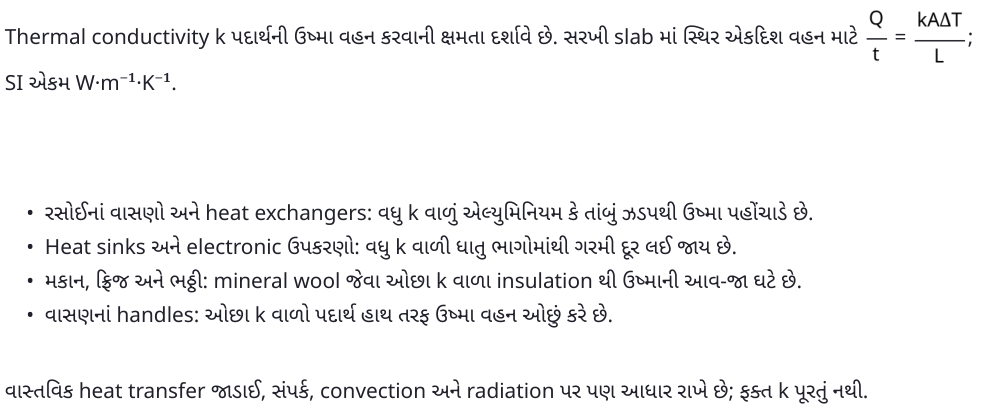 Thermal conductivity k પદાર્થની ઉષ્મા વહન કરવાની ક્ષમતા દર્શાવે છે. સરખી slab માં સ્થિર એકદિશ વહન માટે Q/t = kAΔT/L;
SI એકમ W·m⁻¹·K⁻¹.
• રસોઈનાં વાસણો અને heat exchangers: વધુ k વાળું એલ્યુમિનિયમ કે તાંબું ઝડપથી ઉષ્મા પહોંચાડે છે.
• Heat sinks અને electronic ઉપકરણો: વધુ k વાળી ધાતુ ભાગોમાંથી ગરમી દૂર લઈ જાય છે.
• મકાન, ફ્રિજ અને ભઠ્ઠી: mineral wool જેવા ઓછા k વાળા insulation થી ઉષ્માની આવ-જા ઘટે છે.
• વાસણનાં handles: ઓછા k વાળો પદાર્થ હાથ તરફ ઉષ્મા વહન ઓછું કરે છે.
વાસ્તવિક heat transfer જાડાઈ, સંપર્ક, convection અને radiation પર પણ આધાર રાખે છે; ફક્ત k પૂરતું નથી.